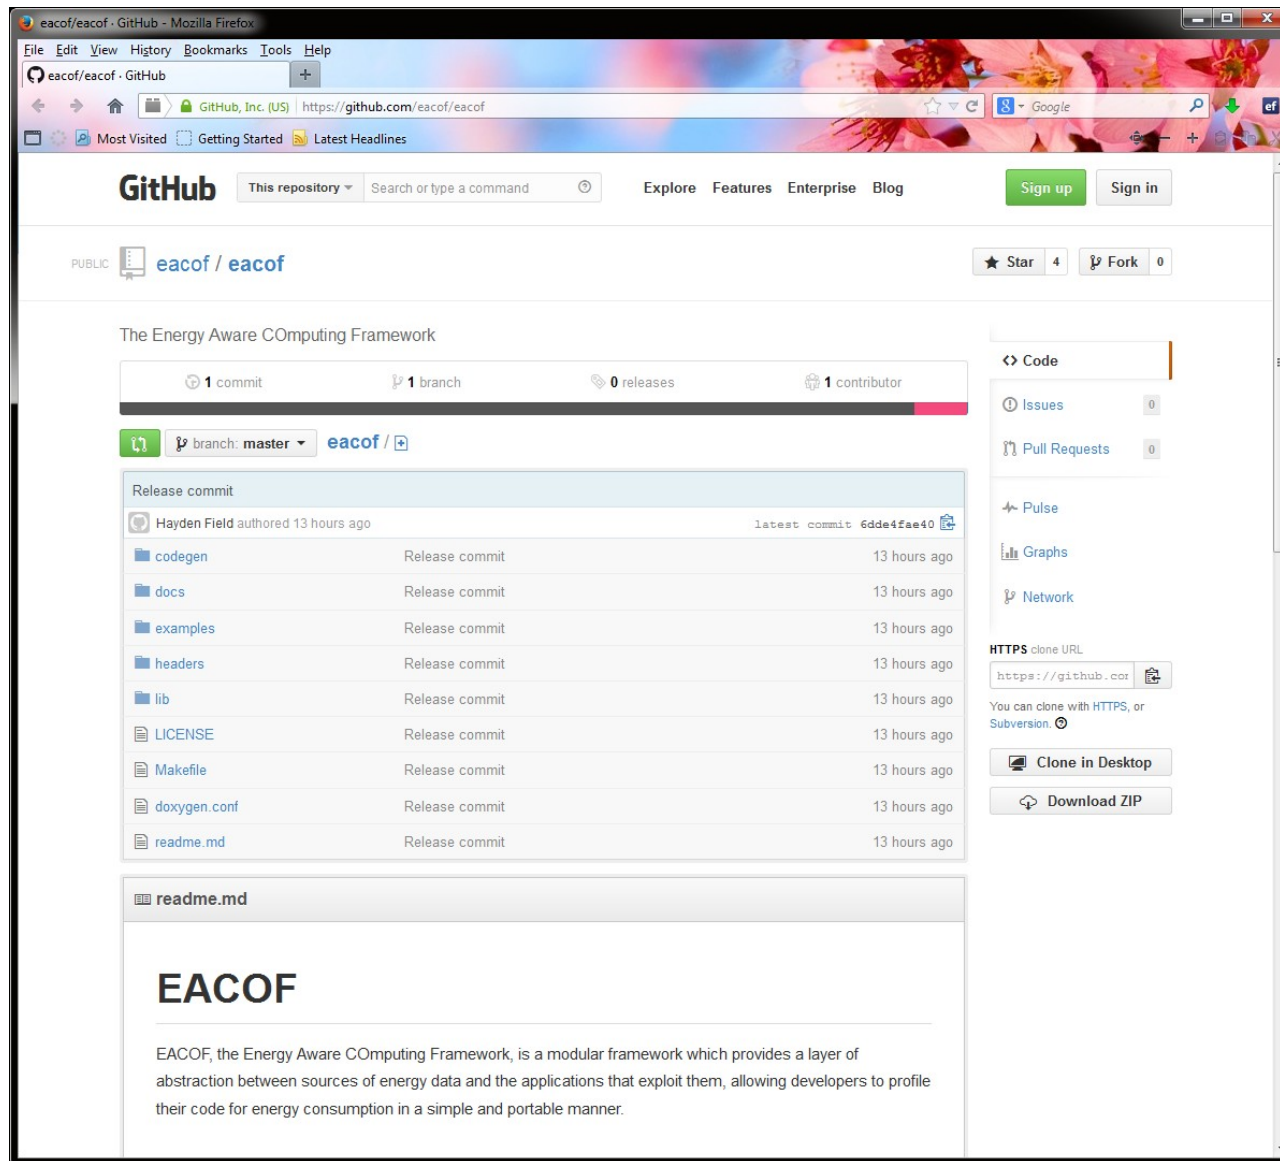 eacof/eacof · GitHub - Mozilla Firefox
File Edit View History Bookmarks Tools Help
eacof/eacof · GitHub +
GitHub, Inc. (US) https://github.com/eacof/eacof Google ef
Most Visited Getting Started Latest Headlines
GitHub This repository Search or type a command Explore Features Enterprise Blog Sign up Sign in
PUBLIC eacof / eacof Star 4 Fork 0
The Energy Aware COmputing Framework
1 commit 1 branch 0 releases 1 contributor
branch: master eacof /
Release commit
Hayden Field authored 13 hours ago latest commit 6dde4fae40
codegen Release commit 13 hours ago
docs Release commit 13 hours ago
examples Release commit 13 hours ago
headers Release commit 13 hours ago
lib Release commit 13 hours ago
LICENSE Release commit 13 hours ago
Makefile Release commit 13 hours ago
doxygen.conf Release commit 13 hours ago
readme.md Release commit 13 hours ago
Code
Issues 0
Pull Requests 0
Pulse
Graphs
Network
HTTPS clone URL
https://github.cor
You can clone with HTTPS, or
Subversion.
Clone in Desktop
Download ZIP
readme.md
EACOF
EACOF, the Energy Aware COmputing Framework, is a modular framework which provides a layer of
abstraction between sources of energy data and the applications that exploit them, allowing developers to profile
their code for energy consumption in a simple and portable manner.